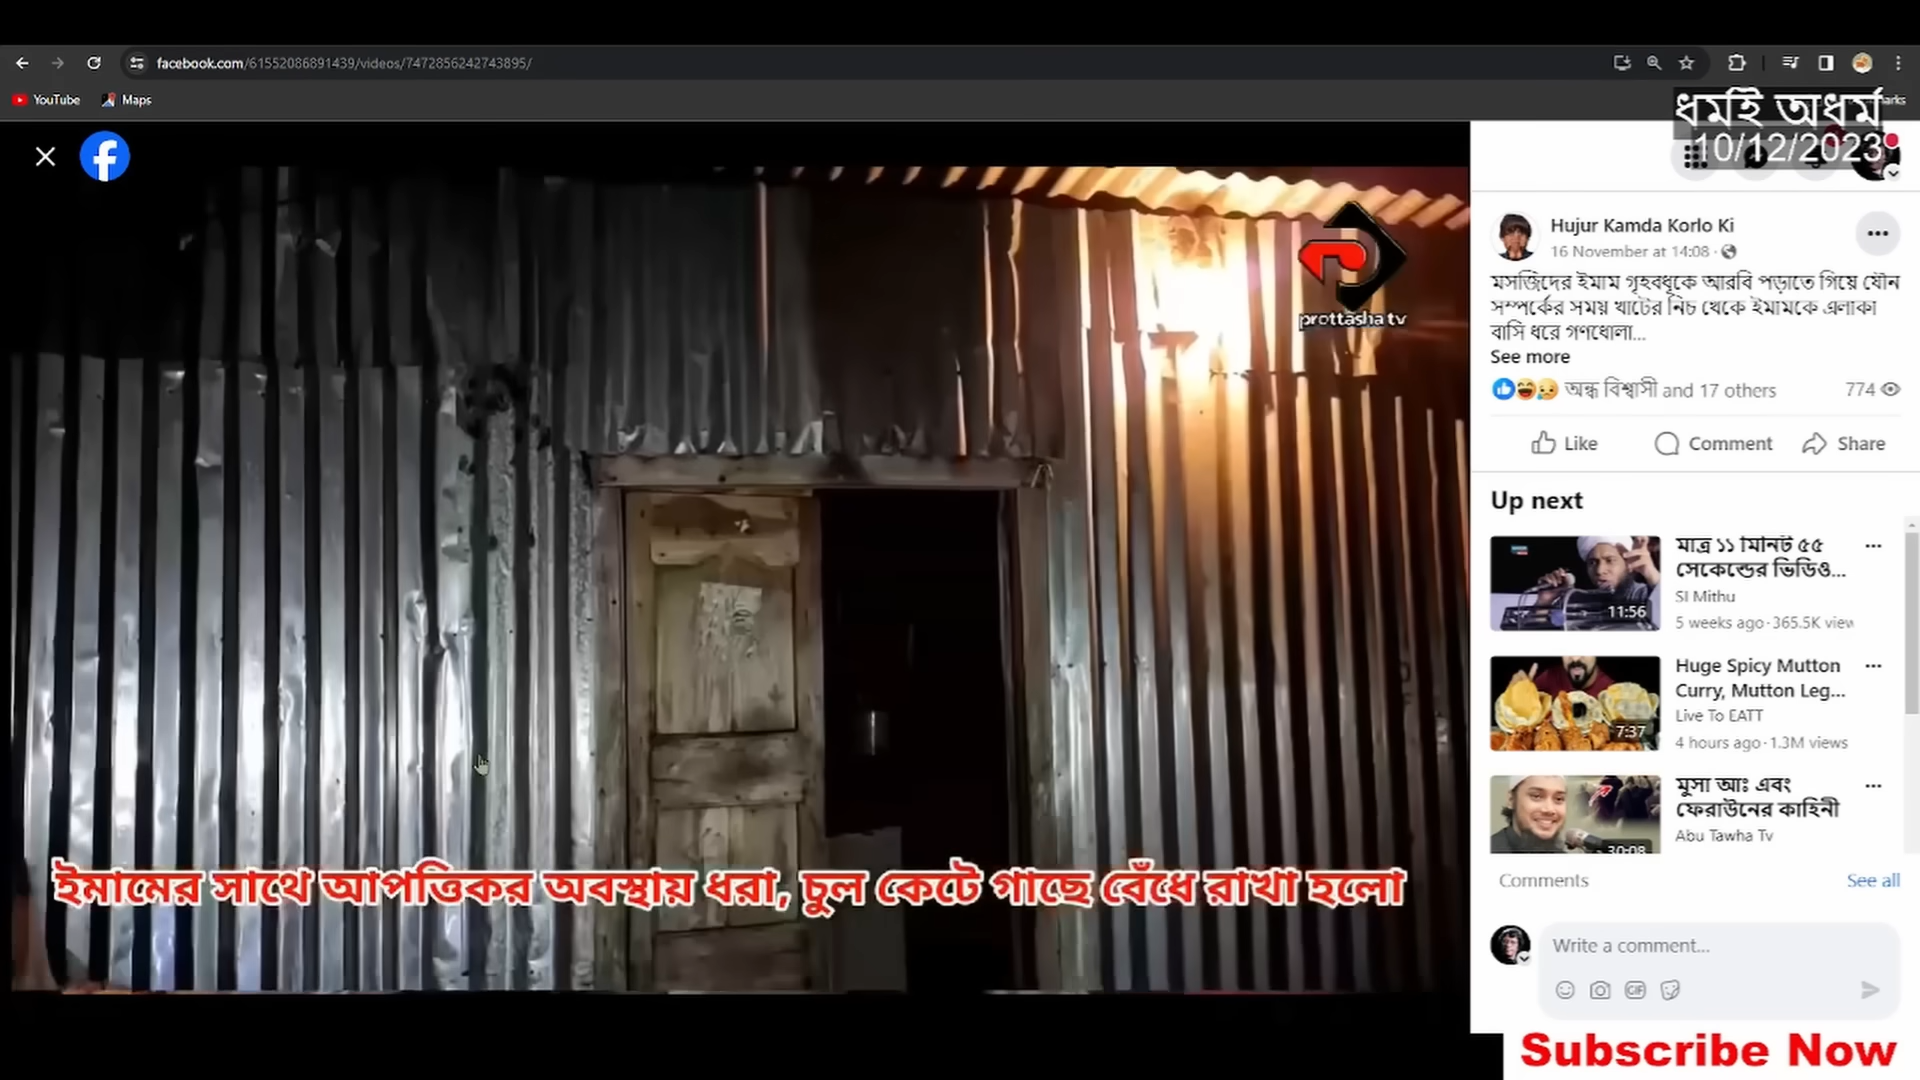 facebook.com/61552086891439/videos/7472856242743895/
YouTube
Maps
ধর্মই অধর্ম
10/12/2023
prottasha tv
ইমামের সাথে আপত্তিকর অবস্থায় ধরা, চুল কেটে গাছে বেঁধে রাখা হলো
Hujur Kamda Korlo Ki
16 November at 14:08
মসজিদের ইমাম গৃহবধূকে আরবি পড়াতে গিয়ে যৌন
সম্পর্কের সময় খাটের নিচ থেকে ইমামকে এলাকা
বাসি ধরে গণধোলা...
See more
অন্ধ বিশ্বাসী and 17 others
774
Like
Comment
Share
Up next
মাত্র ১১ মিনিট ৫৫
সেকেন্ডের ভিডিও...
SI Mithu
5 weeks ago · 365.5K view
11:56
Huge Spicy Mutton
Curry, Mutton Leg...
Live To EATT
4 hours ago · 1.3M views
7:37
মুসা আঃ এবং
ফেরাউনের কাহিনী
Abu Tawha Tv
30:08
Comments
See all
Write a comment...
GIF
Subscribe Now